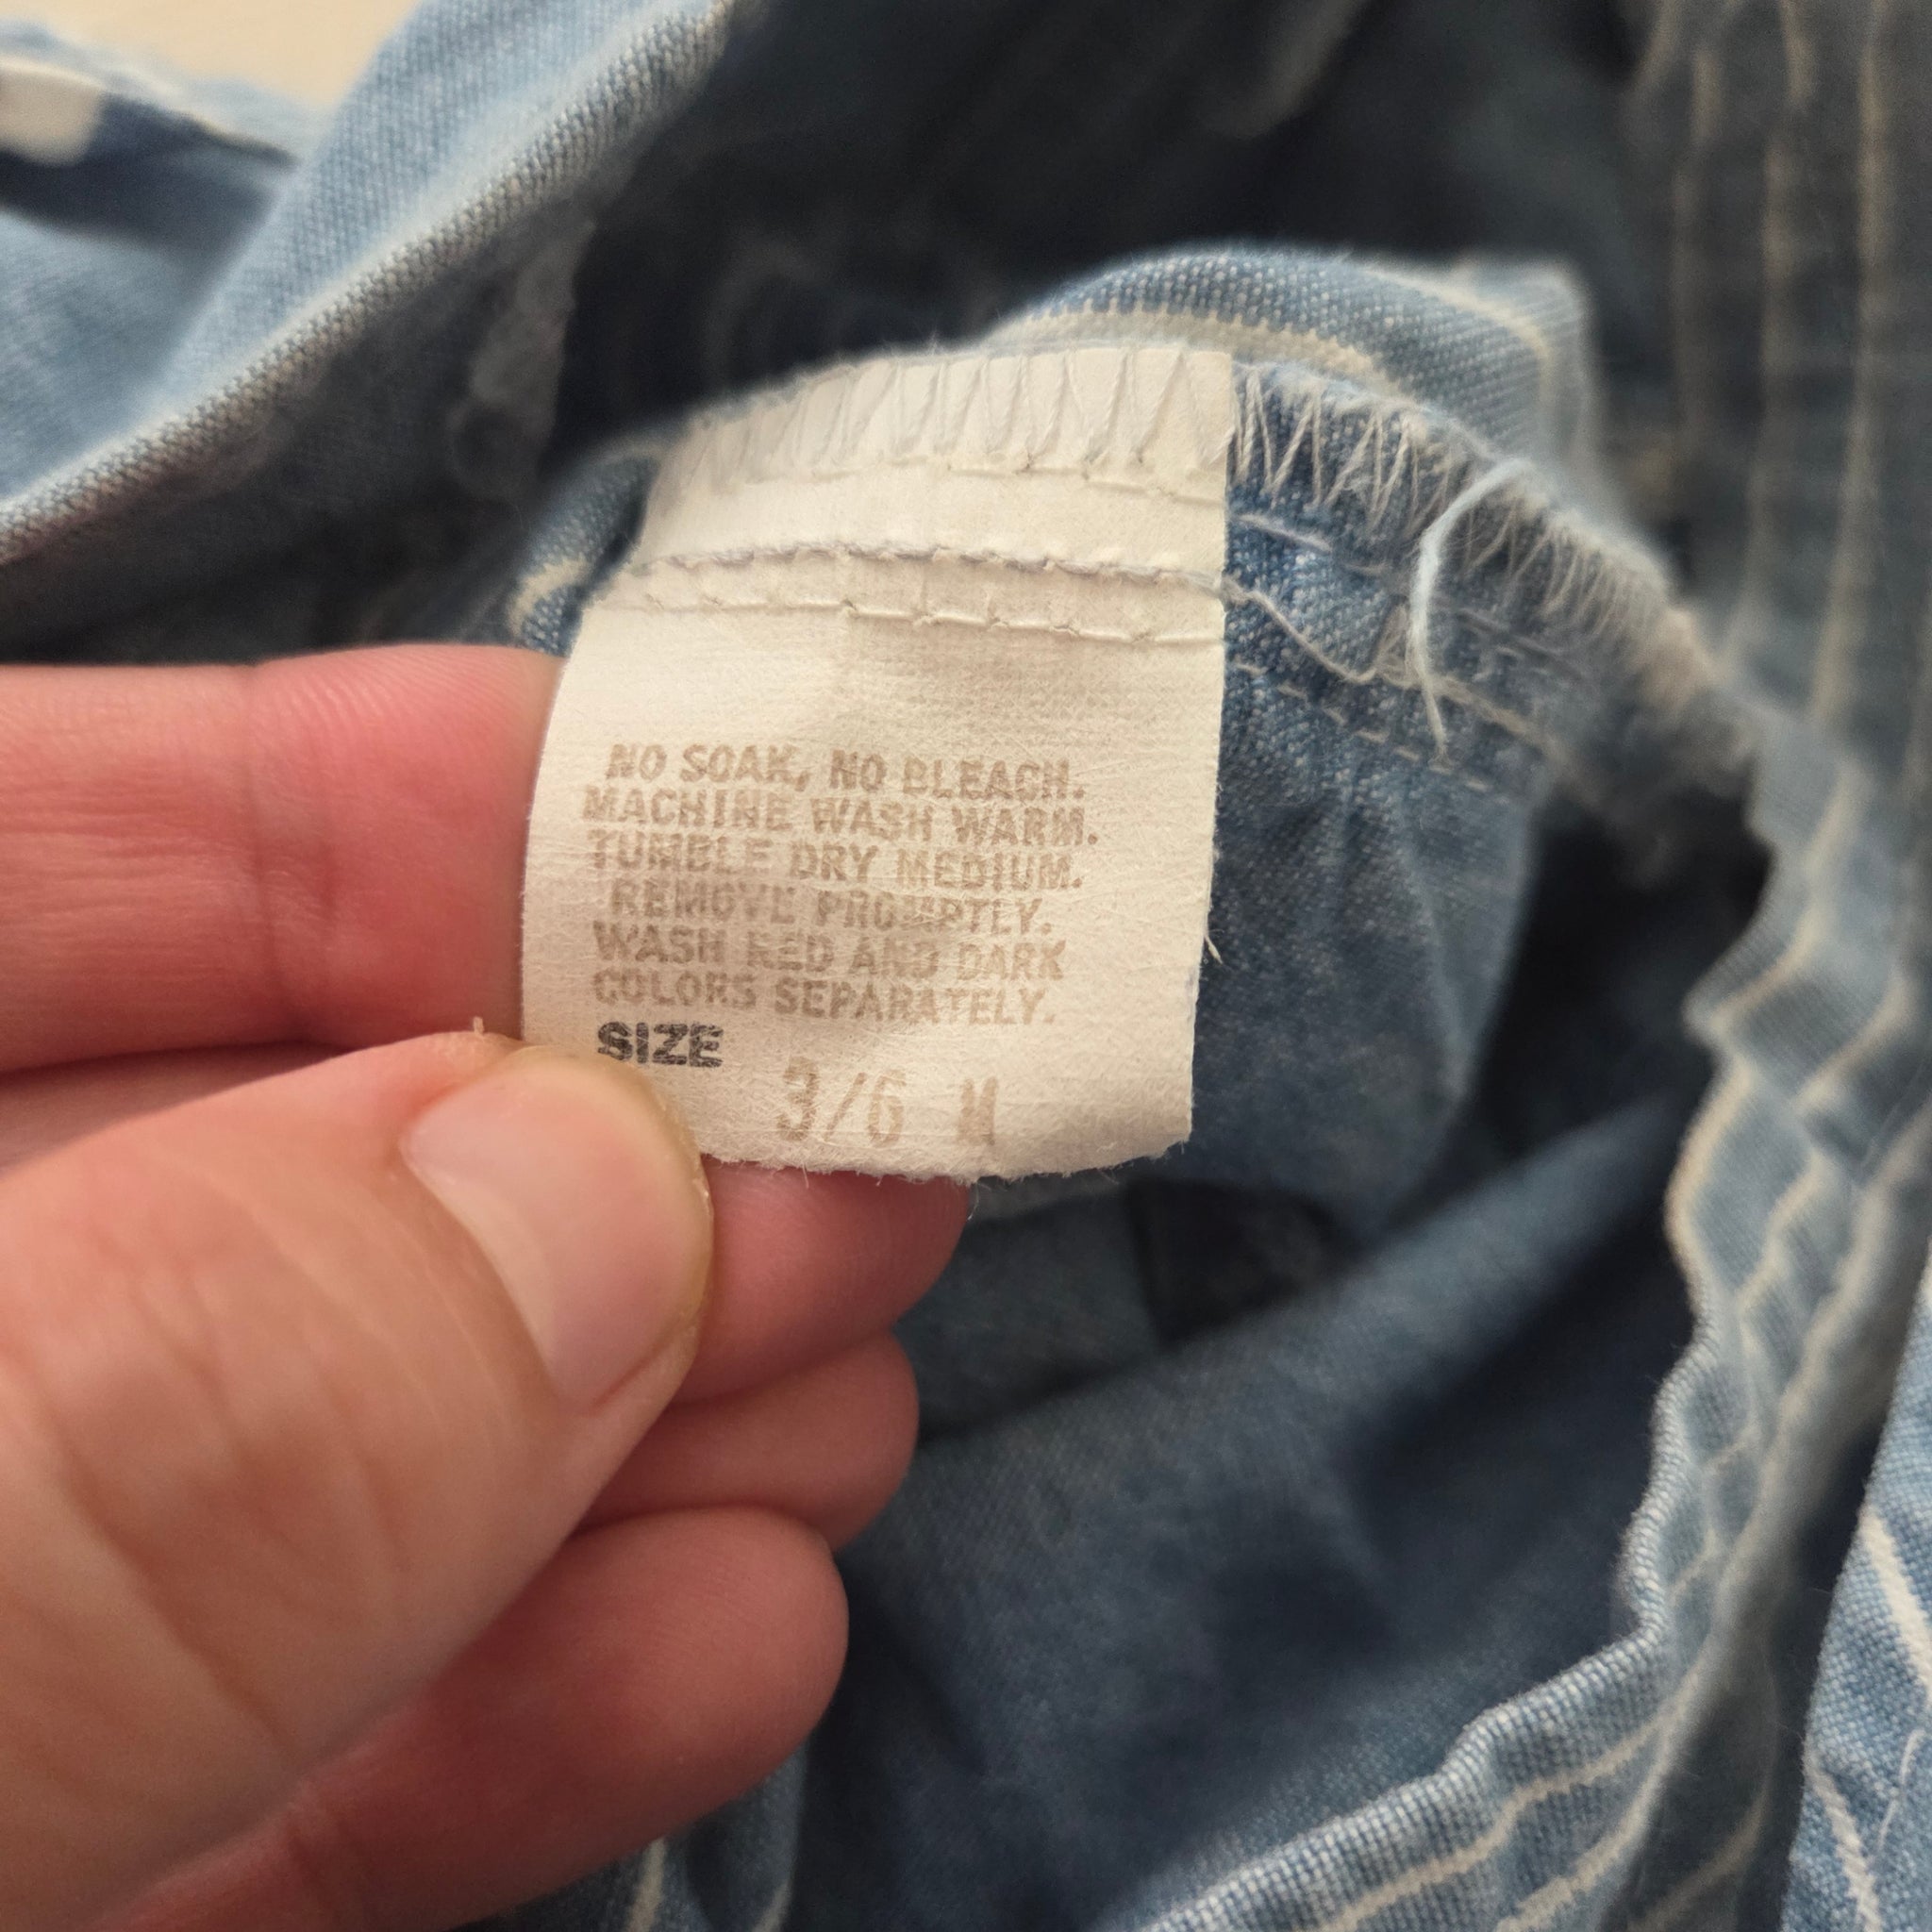 NO SOAK, NO BLEACH.
MACHINE WASH WARM.
TUMBLE DRY MEDIUM.
REMOVE PROMPTLY.
WASH RED AND DARK
COLORS SEPARATELY.
SIZE
3/6 M